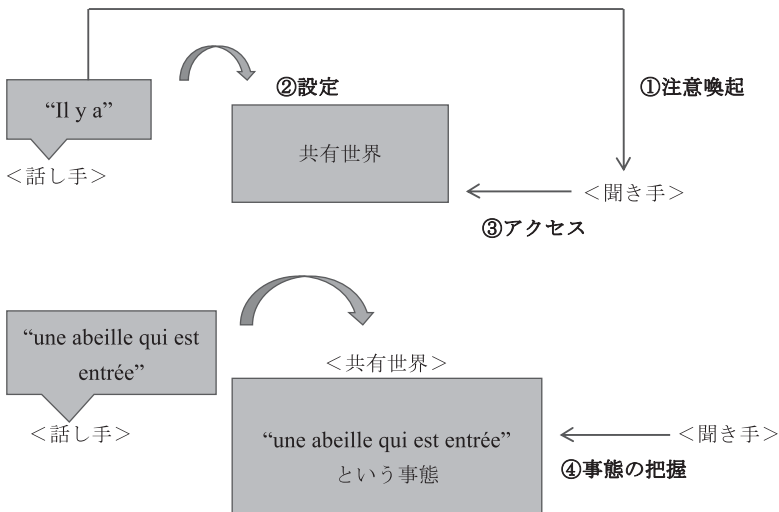 ①注意喚起
②設定
“Il y a”
共有世界
<話し手>
<聞き手>
③アクセス
“une abeille qui est
entrée”
<共有世界>
<話し手>
“une abeille qui est entrée”
という事態
<聞き手>
④事態の把握